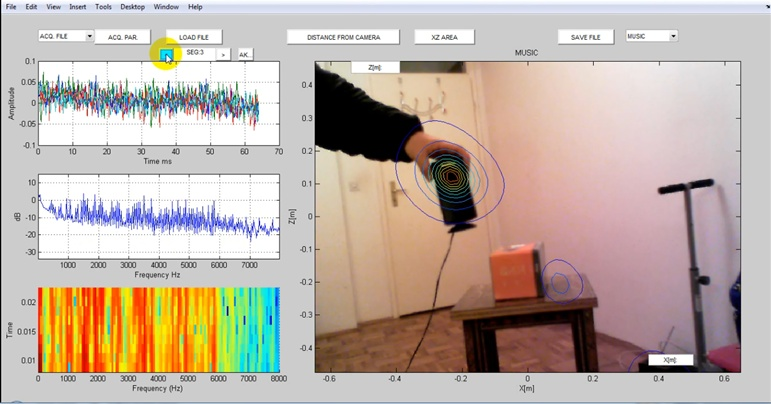 File Edit View Insert Tools Desktop Window Help
ACQ. FILE ACQ. PAR. LOAD FILE DISTANCE FROM CAMERA XZ AREA SAVE FILE MUSIC
SEG:3 > AK.
MUSIC
Z[m]:
0.1
0.05
0
-0.05
-0.1
Amplitude
0 10 20 30 40 50 60 70
Time ms
10
0
-10
-20
-30
dB
1000 2000 3000 4000 5000 6000 7000
Frequency Hz
0.02
0.015
0.01
Time
0 1000 2000 3000 4000 5000 6000 7000 8000
Frequency (Hz)
0.4
0.3
0.2
0.1
0
-0.1
-0.2
-0.3
-0.4
Z[m]
X[m]:
-0.6 -0.4 -0.2 0 0.2 0.4 0.6
X[m]